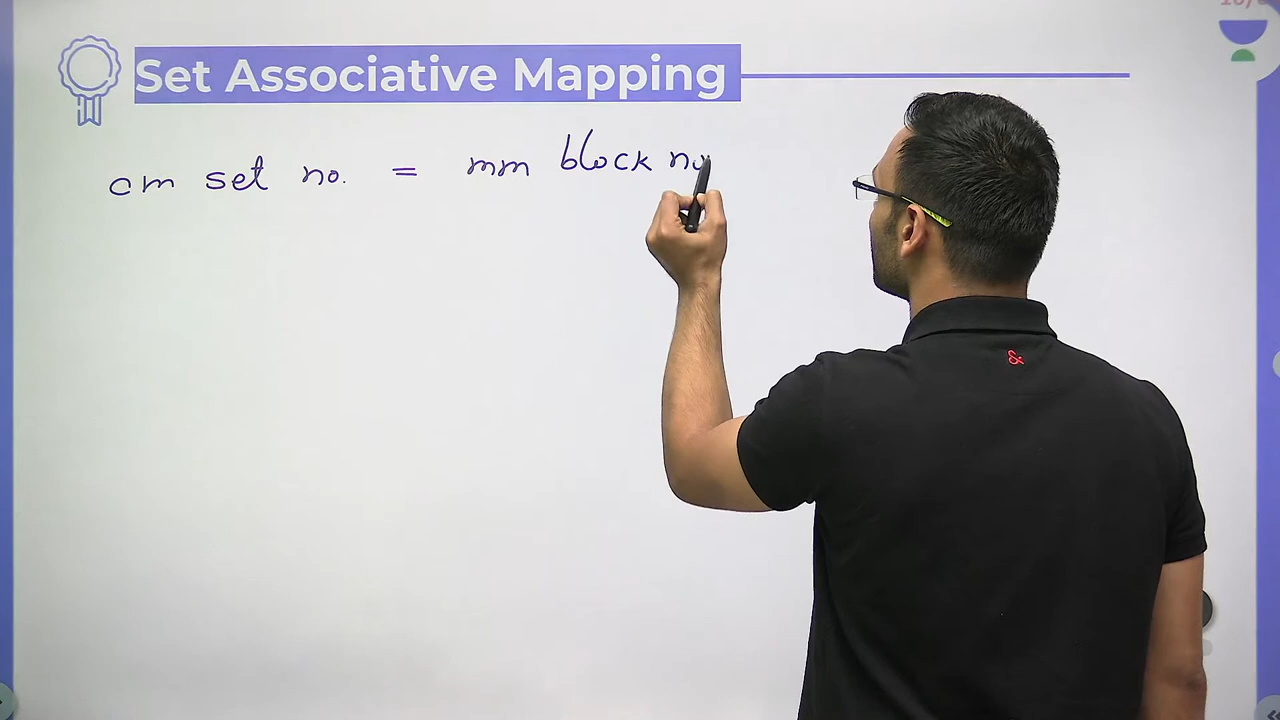 Set Associative Mapping
cm set no. = mm block no
&